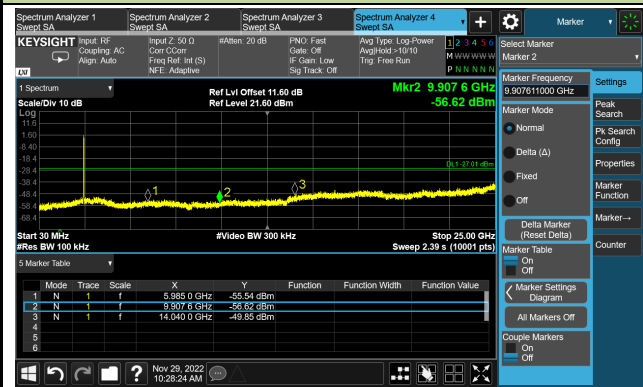 Spectrum Analyzer 1
Swept SA
Spectrum Analyzer 2
Swept SA
Spectrum Analyzer 3
Swept SA
Spectrum Analyzer 4
Swept SA
Marker
KEYSIGHT
Input: RF
Coupling: AC
Align: Auto
Input Z: 50 Ω
Corr CCorr
Freq Ref: Int (S)
NFE: Adaptive
#Atten: 20 dB
PNO: Fast
Gate: Off
IF Gain: Low
Sig Track: Off
Avg Type: Log-Power
Avg|Hold:>10/10
Trig: Free Run
1 2 3 4 5 6
M W W W W W
P N N N N N
LXI
Select Marker
Marker 2
1 Spectrum
Scale/Div 10 dB
Log
Ref Lvl Offset 11.60 dB
Ref Level 21.60 dBm
Mkr2 9.907 6 GHz
-56.62 dBm
11.6
1.60
-8.40
-18.4
-28.4
-38.4
-48.4
-58.4
-68.4
DL1 -27.01 dBm
1
2
3
Start 30 MHz
#Res BW 100 kHz
#Video BW 300 kHz
Stop 25.00 GHz
Sweep 2.39 s (10001 pts)
5 Marker Table
Mode Trace Scale X Y Function Function Width Function Value
1 N 1 f 5.985 0 GHz -55.54 dBm
2 N 1 f 9.907 6 GHz -56.62 dBm
3 N 1 f 14.040 0 GHz -49.85 dBm
4
5
6
Marker Frequency
9.907611000 GHz
Marker Mode
Normal
Delta (Δ)
Fixed
Off
Delta Marker
(Reset Delta)
Marker Table
On
Off
Marker Settings
Diagram
All Markers Off
Couple Markers
On
Off
Settings
Peak
Search
Pk Search
Config
Properties
Marker
Function
Marker→
Counter
Nov 29, 2022
10:28:24 AM